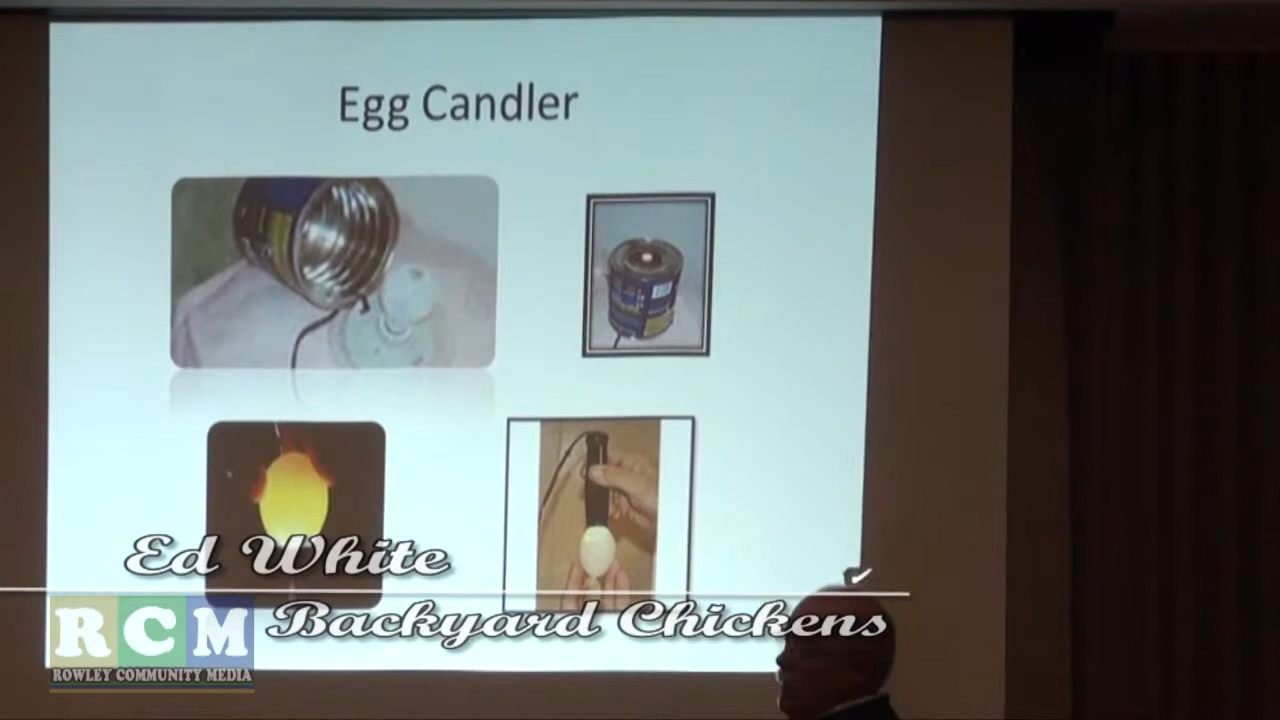 Egg Candler
Ed White
Backyard Chickens
RCM
ROWLEY COMMUNITY MEDIA